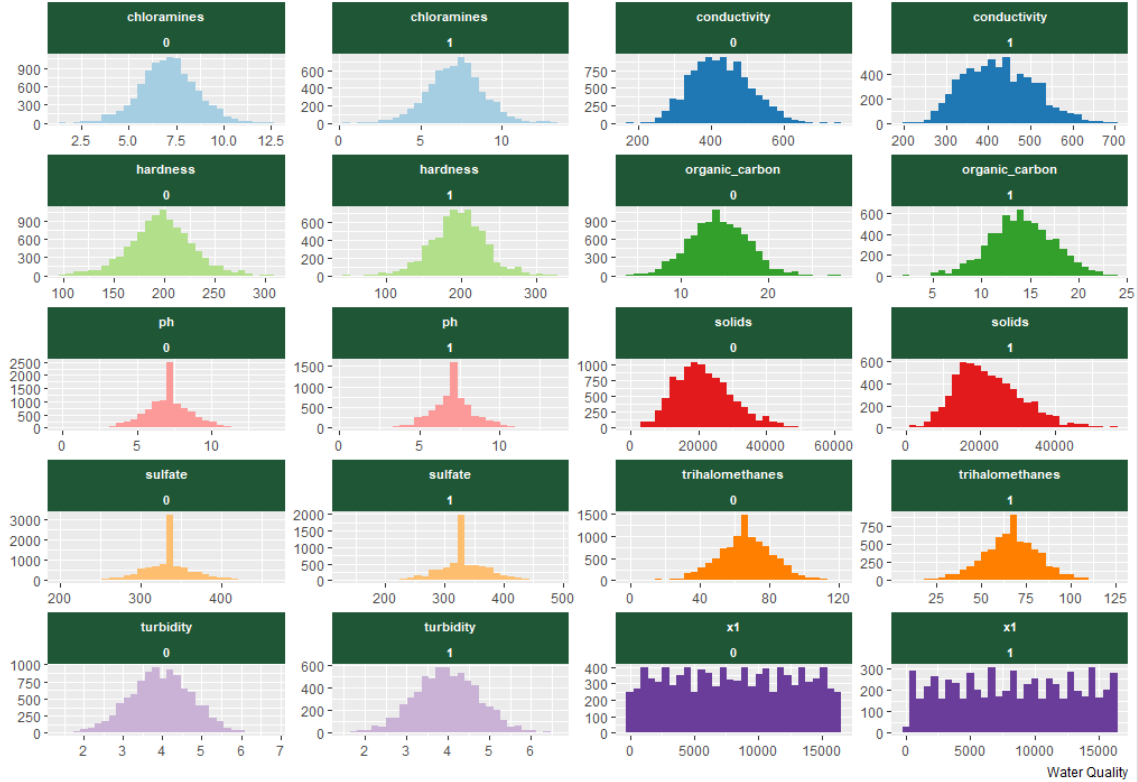 chloramines chloramines conductivity conductivity
0 1 0 1
900 600 750 400
600 400 500 200
300 200 250 0
0 0 0
2.5 5.0 7.5 10.0 12.5 0 5 10 400 600 200 300 400 500 600 700
hardness hardness organic_carbon organic_carbon
0 1 0 1
900 600 900 600
600 400 600 400
300 200 300 200
0 0 0 0
100 150 200 250 300 100 200 300 10 20 5 10 15 20 25
ph ph solids solids
0 1 0 1
2500 1500 1000 600
2000 1000 750 400
1500 500 500 200
1000 0 250 0
500 0
0
0 5 10 0 5 10 0 20000 40000 60000 0 20000 40000
sulfate sulfate trihalomethanes trihalomethanes
0 1 0 1
3000 2000 1500 750
2000 1500 1000 500
1000 1000 500 250
0 500 0 0
0
200 300 400 200 300 400 500 0 40 80 120 25 50 75 100 125
turbidity turbidity x1 x1
0 1 0 1
1000 600 400 300
750 400 300 200
500 200 200 100
250 0 100 0
0 0
2 3 4 5 6 7 2 3 4 5 6 0 5000 10000 15000 0 5000 10000 15000
Water Quality